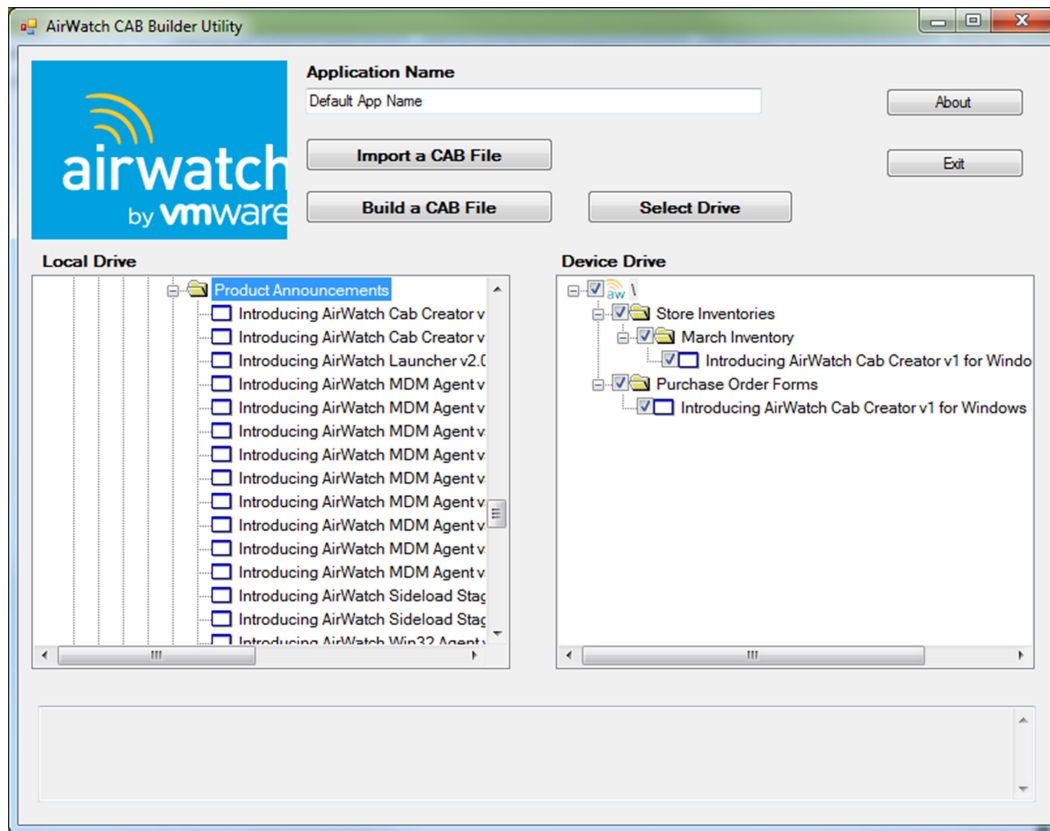 AirWatch CAB Builder Utility
airwatch
by vmware
Application Name
Default App Name
About
Import a CAB File
Exit
Build a CAB File
Select Drive
Local Drive
Product Announcements
Introducing AirWatch Cab Creator v
Introducing AirWatch Cab Creator v
Introducing AirWatch Launcher v2.0
Introducing AirWatch MDM Agent v
Introducing AirWatch MDM Agent v
Introducing AirWatch MDM Agent v
Introducing AirWatch MDM Agent v
Introducing AirWatch MDM Agent v
Introducing AirWatch MDM Agent v
Introducing AirWatch MDM Agent v
Introducing AirWatch MDM Agent v
Introducing AirWatch MDM Agent v
Introducing AirWatch Sideload Stag
Introducing AirWatch Sideload Stag
Introducing AirWatch Win32 Agent v
Device Drive
aw \
Store Inventories
March Inventory
Introducing AirWatch Cab Creator v1 for Windo
Purchase Order Forms
Introducing AirWatch Cab Creator v1 for Windows